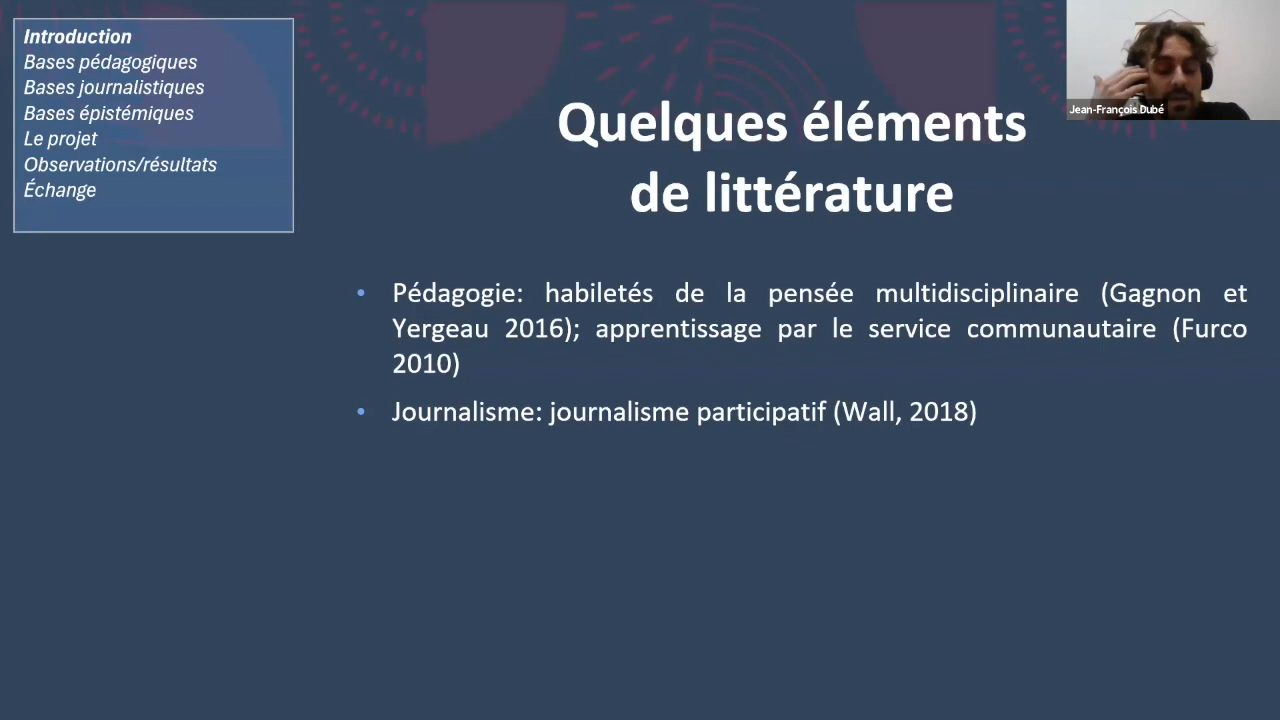 Introduction
Bases pédagogiques
Bases journalistiques
Bases épistémiques
Le projet
Observations/résultats
Échange
Jean-François Dubé
Quelques éléments
de littérature
• Pédagogie: habiletés de la pensée multidisciplinaire (Gagnon et
Yergeau 2016); apprentissage par le service communautaire (Furco
2010)
• Journalisme: journalisme participatif (Wall, 2018)